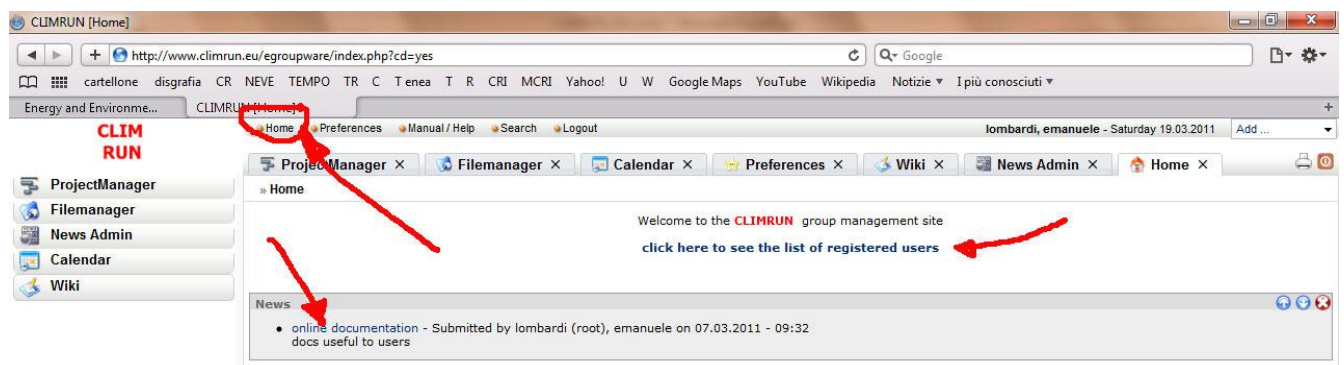 CLIMRUN [Home]
http://www.climrun.eu/egroupware/index.php?cd=yes
Google
cartellone disgrafia CR NEVE TEMPO TR C T enea T R CRI MCRI Yahoo! U W Google Maps YouTube Wikipedia Notizie I più conosciuti
Energy and Environme... CLIMRUN [Home]
CLIM
RUN
Home Preferences Manual / Help Search Logout
lombardi, emanuele - Saturday 19.03.2011 Add ...
ProjectManager Filemanager Calendar Preferences Wiki News Admin Home
ProjectManager
Filemanager
News Admin
Calendar
Wiki
» Home
Welcome to the CLIMRUN group management site
click here to see the list of registered users
News
• online documentation - Submitted by lombardi (root), emanuele on 07.03.2011 - 09:32
docs useful to users